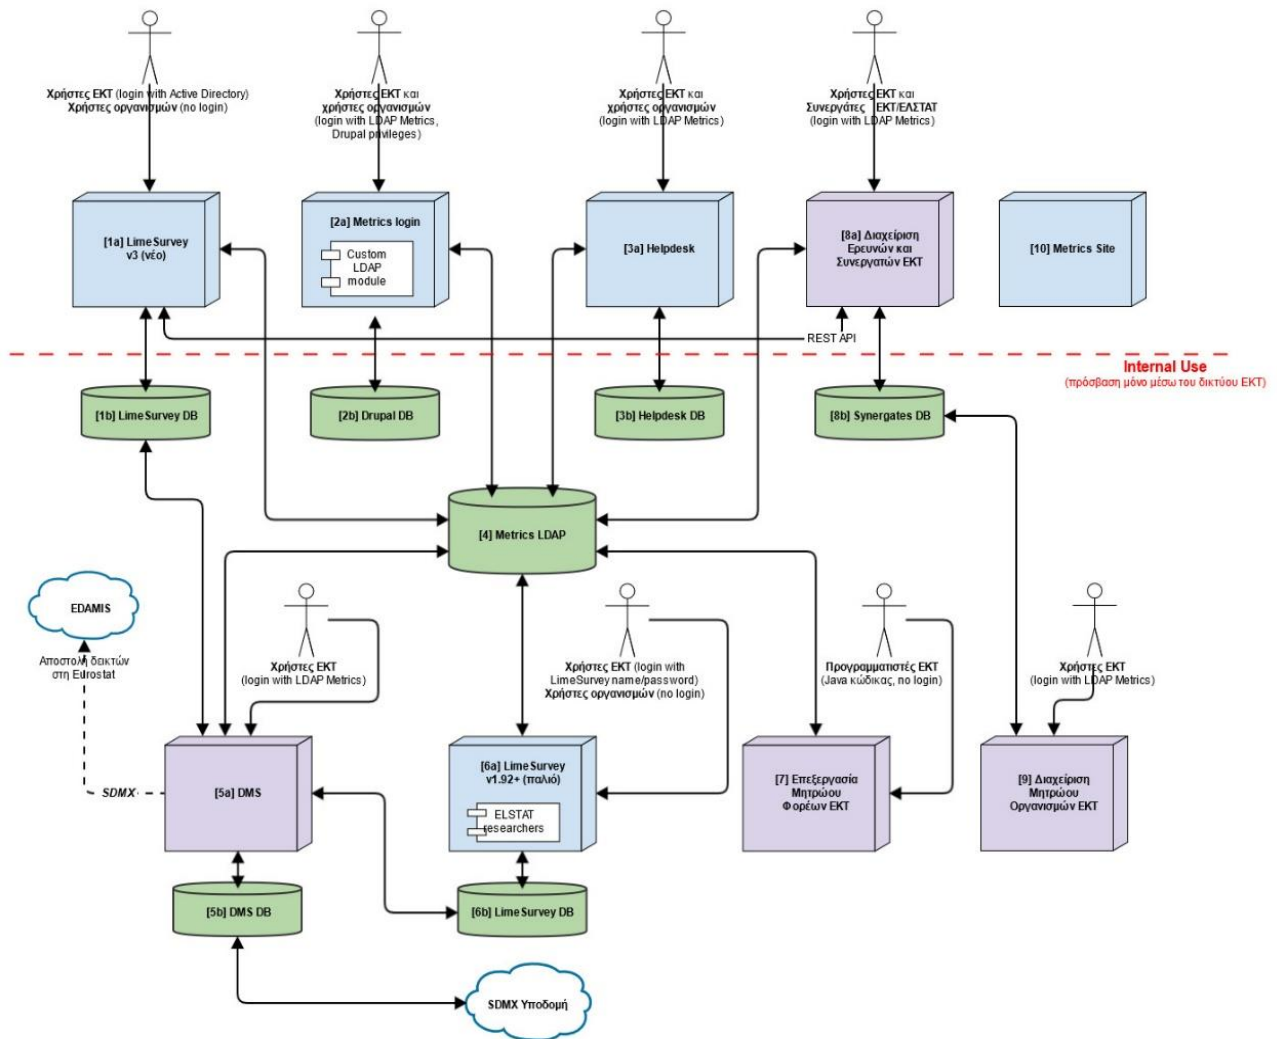 Χρήστες ΕΚΤ (login with Active Directory)
Χρήστες οργανισμών (no login)
Χρήστες ΕΚΤ και
χρήστες οργανισμών
(login with LDAP Metrics,
Drupal privileges)
Χρήστες ΕΚΤ και
χρήστες οργανισμών
(login with LDAP Metrics)
Χρήστες ΕΚΤ και
Συνεργάτες ΕΚΤ/ΕΛΣΤΑΤ
(login with LDAP Metrics)
[1a] LimeSurvey
v3 (νέο)
[2a] Metrics login
Custom
LDAP
module
[3a] Helpdesk
[8a] Διαχείριση
Ερευνών και
Συνεργατών ΕΚΤ
[10] Metrics Site
REST API
Internal Use
(πρόσβαση μόνο μέσω του δικτύου ΕΚΤ)
[1b] LimeSurvey DB
[2b] Drupal DB
[3b] Helpdesk DB
[8b] Synergates DB
[4] Metrics LDAP
EDAMIS
Αποστολή δεικτών
στη Eurostat
Χρήστες ΕΚΤ
(login with LDAP Metrics)
Χρήστες ΕΚΤ (login with
LimeSurvey name/password)
Χρήστες οργανισμών (no login)
Προγραμματιστές ΕΚΤ
(Java κώδικας, no login)
Χρήστες ΕΚΤ
(login with LDAP Metrics)
SDMX
[5a] DMS
[6a] LimeSurvey
v1.92+ (παλιό)
ELSTAT
researchers
[7] Επεξεργασία
Μητρώου
Φορέων ΕΚΤ
[9] Διαχείριση
Μητρώου
Οργανισμών ΕΚΤ
[5b] DMS DB
[6b] LimeSurvey DB
SDMX Υποδομή